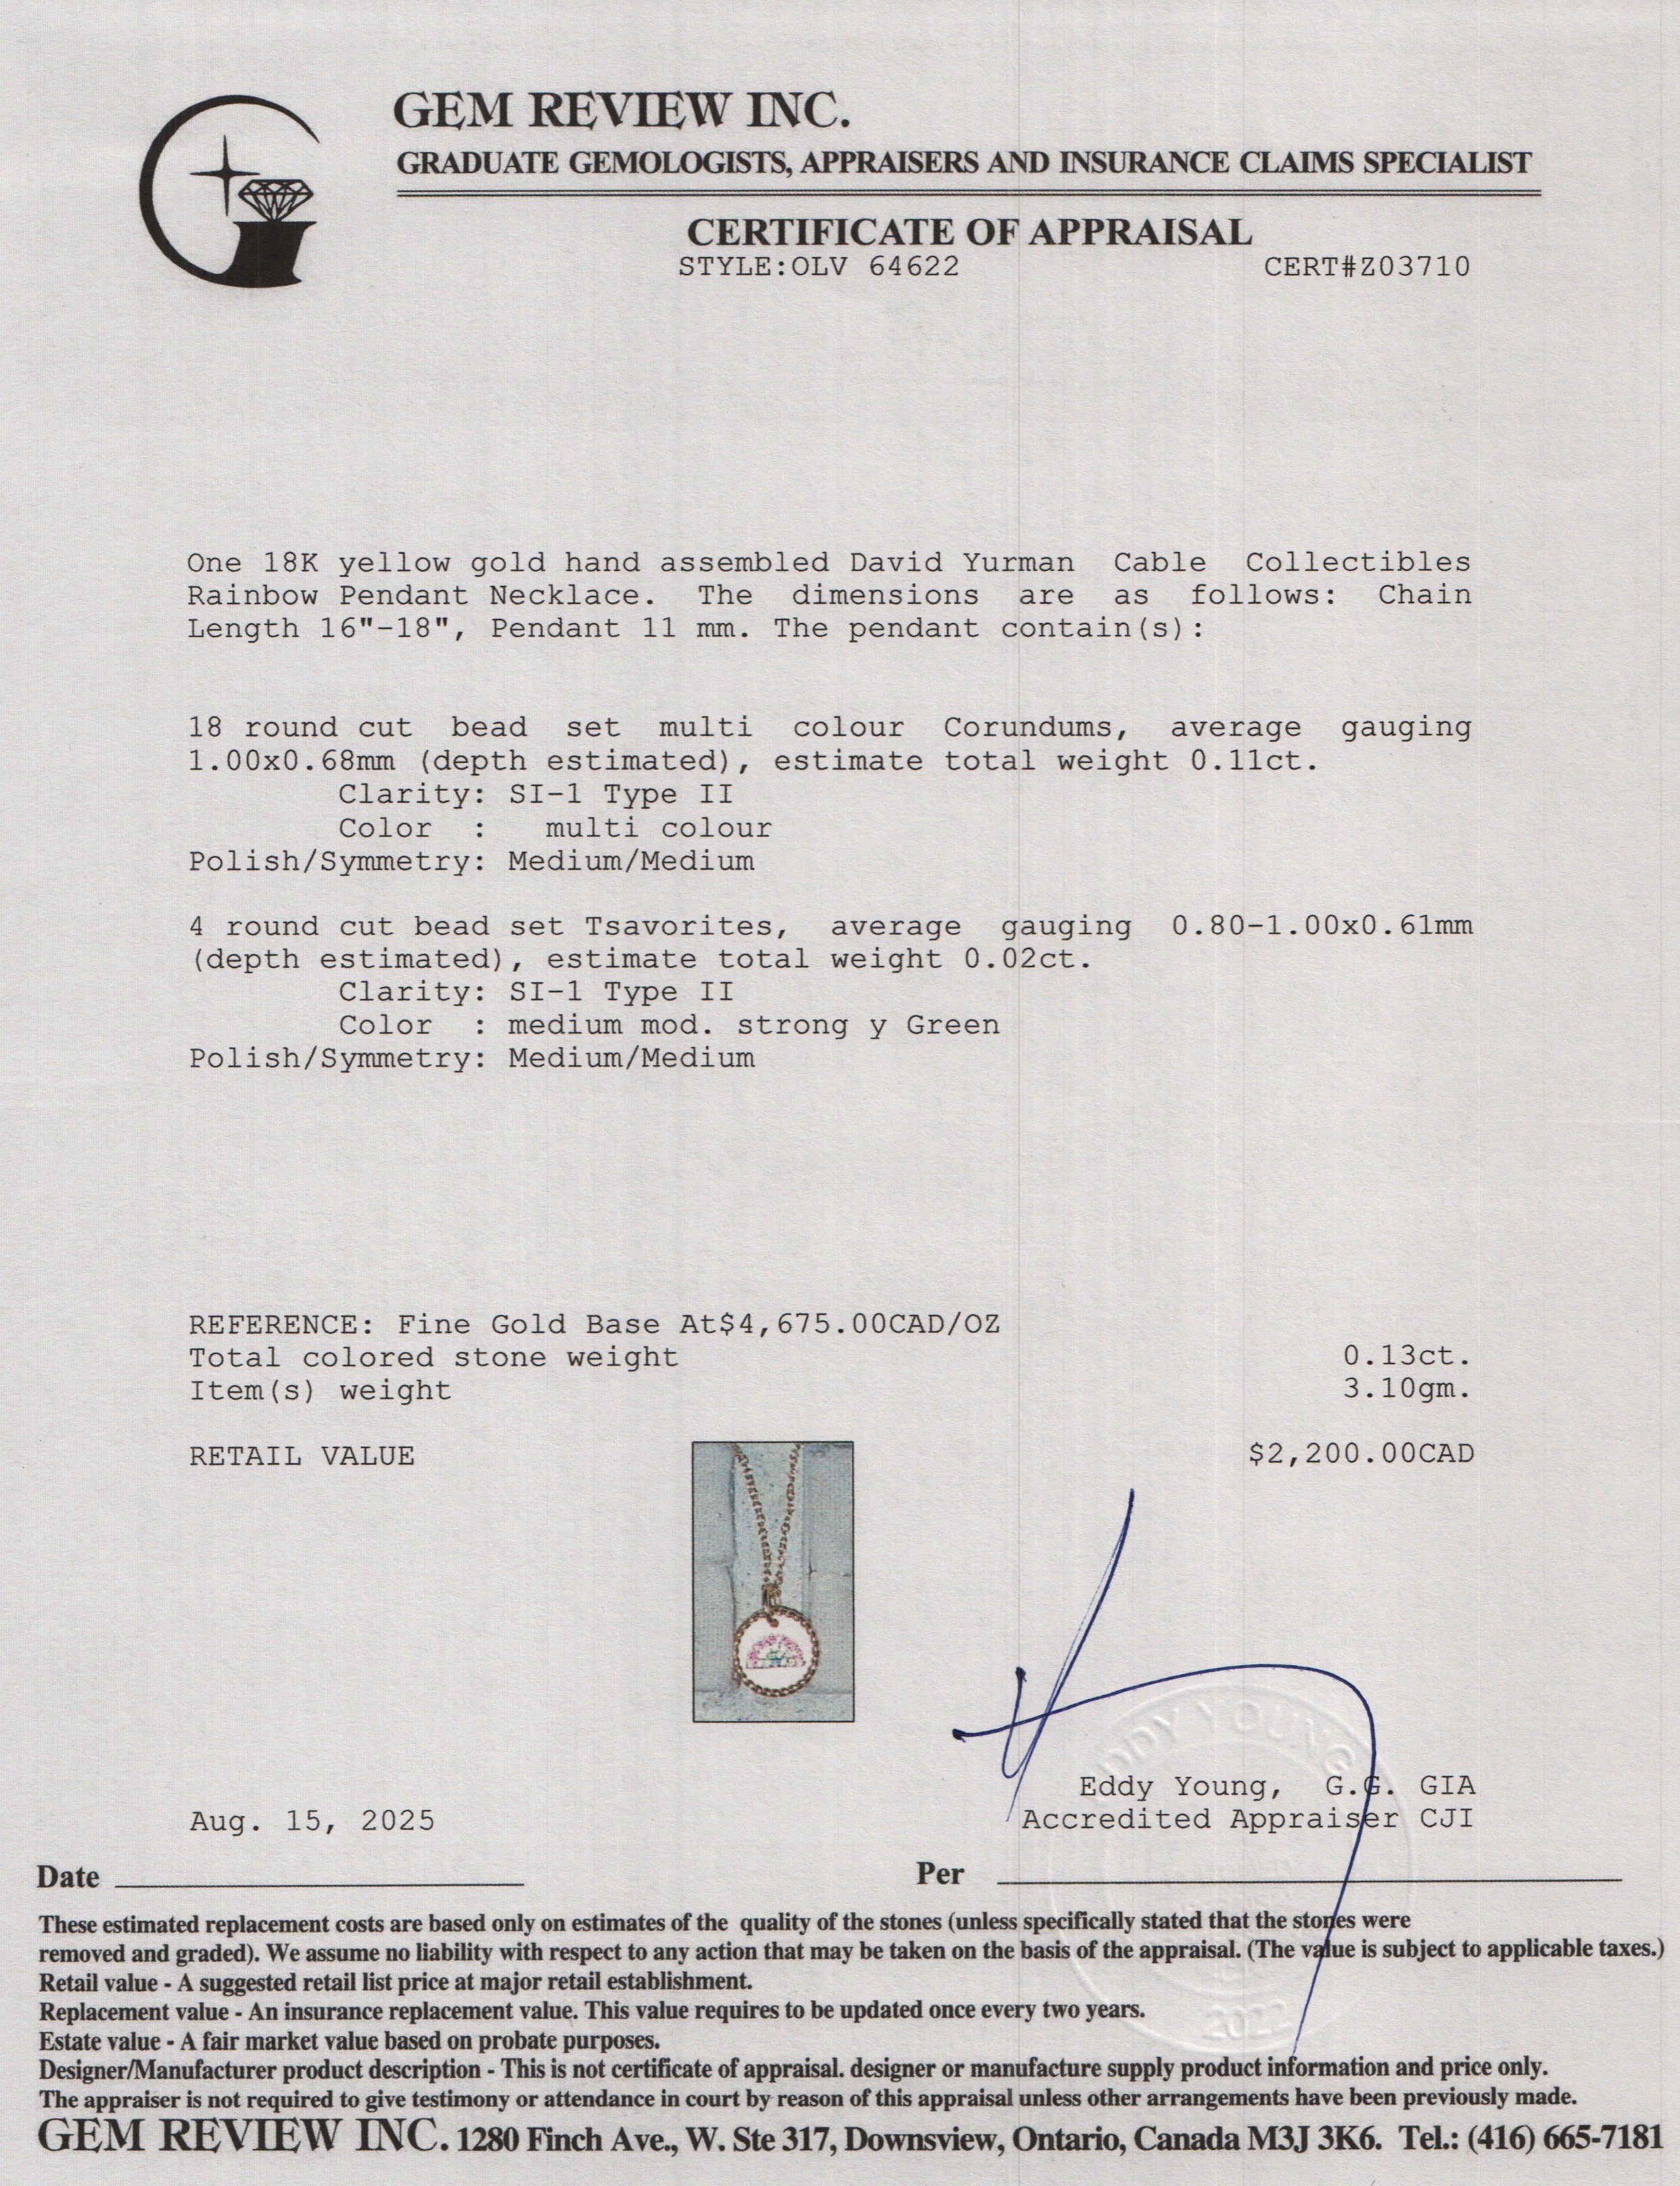 GEM REVIEW INC.
GRADUATE GEMOLOGISTS, APPRAISERS AND INSURANCE CLAIMS SPECIALIST
CERTIFICATE OF APPRAISAL
STYLE:OLV 64622 CERT#Z03710
One 18K yellow gold hand assembled David Yurman Cable Collectibles
Rainbow Pendant Necklace. The dimensions are as follows: Chain
Length 16"-18", Pendant 11 mm. The pendant contain(s):
18 round cut bead set multi colour Corundums, average gauging
1.00x0.68mm (depth estimated), estimate total weight 0.11ct.
Clarity: SI-1 Type II
Color : multi colour
Polish/Symmetry: Medium/Medium
4 round cut bead set Tsavorites, average gauging 0.80-1.00x0.61mm
(depth estimated), estimate total weight 0.02ct.
Clarity: SI-1 Type II
Color : medium mod. strong y Green
Polish/Symmetry: Medium/Medium
REFERENCE: Fine Gold Base At$4,675.00CAD/OZ
Total colored stone weight 0.13ct.
Item(s) weight 3.10gm.
RETAIL VALUE $2,200.00CAD
EDDY YOUNG
Eddy Young, G.G. GIA
Aug. 15, 2025 Accredited Appraiser CJI
Date Per
These estimated replacement costs are based only on estimates of the quality of the stones (unless specifically stated that the stones were
removed and graded). We assume no liability with respect to any action that may be taken on the basis of the appraisal. (The value is subject to applicable taxes.)
Retail value - A suggested retail list price at major retail establishment.
Replacement value - An insurance replacement value. This value requires to be updated once every two years.
2022
Estate value - A fair market value based on probate purposes.
Designer/Manufacturer product description - This is not certificate of appraisal. designer or manufacture supply product information and price only.
The appraiser is not required to give testimony or attendance in court by reason of this appraisal unless other arrangements have been previously made.
GEM REVIEW INC. 1280 Finch Ave., W. Ste 317, Downsview, Ontario, Canada M3J 3K6. Tel.: (416) 665-7181